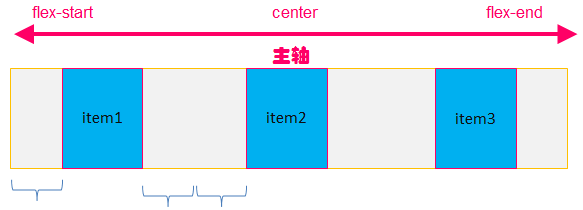 flex-start center flex-end
主轴
item1 item2 item3